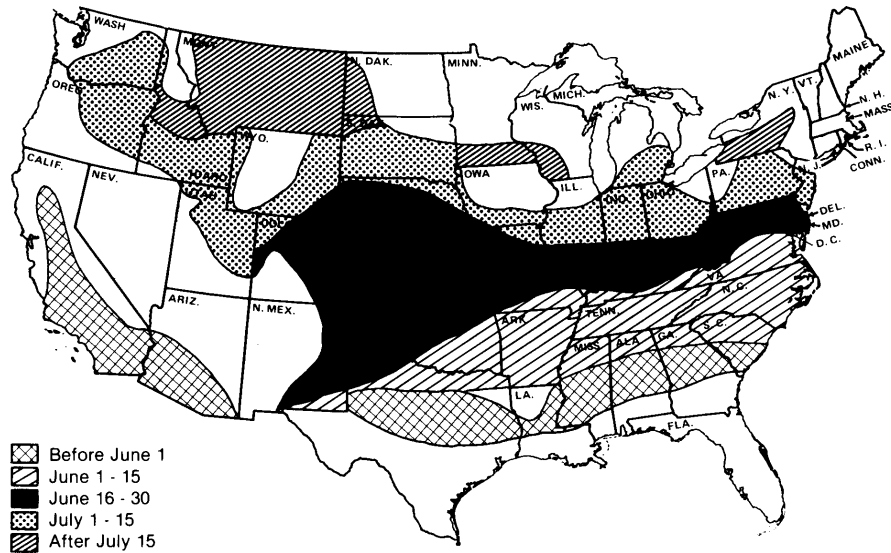 WASH
MONT.
N. DAK.
MINN.
MAINE
OREG.
WIS.
MICH.
N. Y.
VT.
N. H.
MASS
WYO.
IDAHO
IOWA
PA.
R. I.
CONN.
N. J.
CALIF.
NEV.
UTAH
ILL.
IND.
OHIO
COL
DEL.
MD.
D. C.
VA.
ARIZ.
N. MEX.
N. C.
ARK
TENN.
S. C.
MISS
ALA
GA.
LA.
FLA.
Before June 1
June 1 - 15
June 16 - 30
July 1 - 15
After July 15